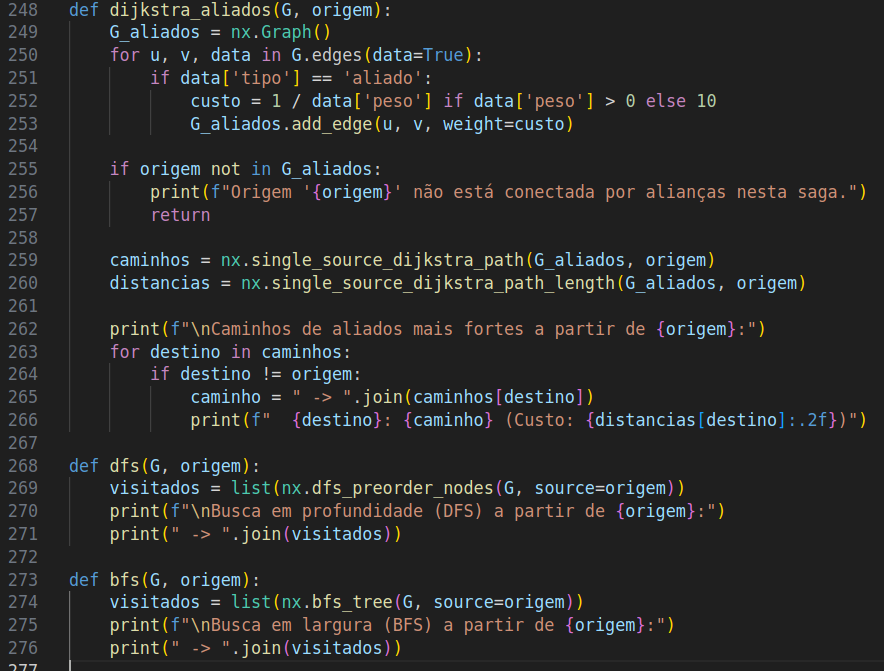 248 def dijkstra_aliados(G, origem):
249     G_aliados = nx.Graph()
250     for u, v, data in G.edges(data=True):
251         if data['tipo'] == 'aliado':
252             custo = 1 / data['peso'] if data['peso'] > 0 else 10
253             G_aliados.add_edge(u, v, weight=custo)
254
255     if origem not in G_aliados:
256         print(f"Origem '{origem}' não está conectada por alianças nesta saga.")
257         return
258
259     caminhos = nx.single_source_dijkstra_path(G_aliados, origem)
260     distancias = nx.single_source_dijkstra_path_length(G_aliados, origem)
261
262     print(f"\nCaminhos de aliados mais fortes a partir de {origem}:")
263     for destino in caminhos:
264         if destino != origem:
265             caminho = " -> ".join(caminhos[destino])
266             print(f"  {destino}: {caminho} (Custo: {distancias[destino]:.2f})")
267
268 def dfs(G, origem):
269     visitados = list(nx.dfs_preorder_nodes(G, source=origem))
270     print(f"\nBusca em profundidade (DFS) a partir de {origem}:")
271     print(" -> ".join(visitados))
272
273 def bfs(G, origem):
274     visitados = list(nx.bfs_tree(G, source=origem))
275     print(f"\nBusca em largura (BFS) a partir de {origem}:")
276     print(" -> ".join(visitados))
277